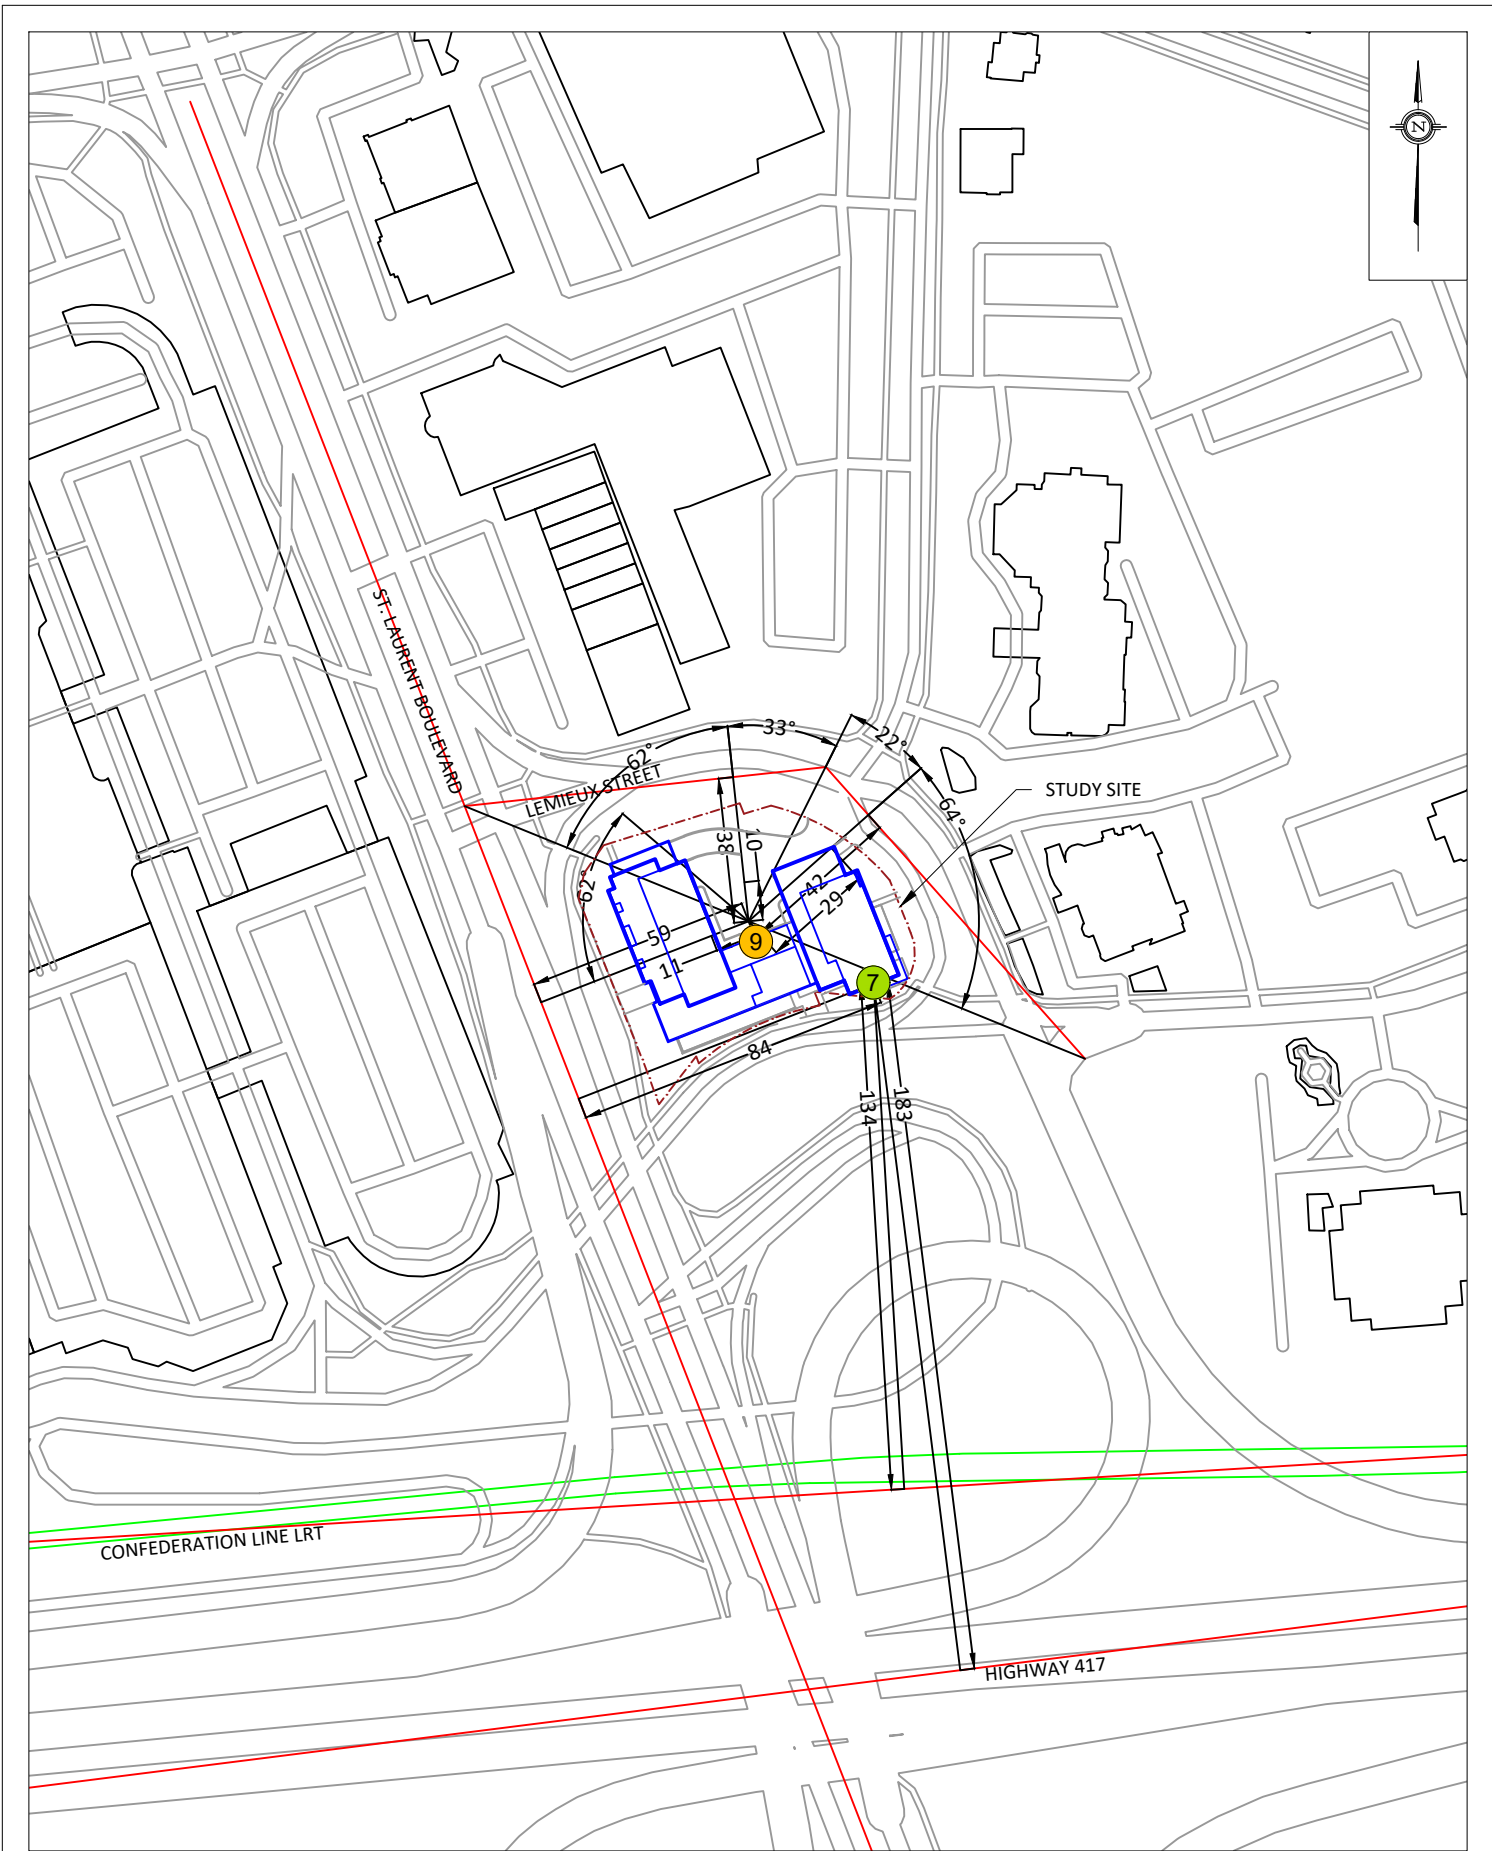 N
ST. LAURENT BOULEVARD
33°
22°
62°
LEMIEUX STREET
STUDY SITE
64°
38
10
62°
42
29
59
9
11
7
84
134
183
CONFEDERATION LINE LRT
HIGHWAY 417